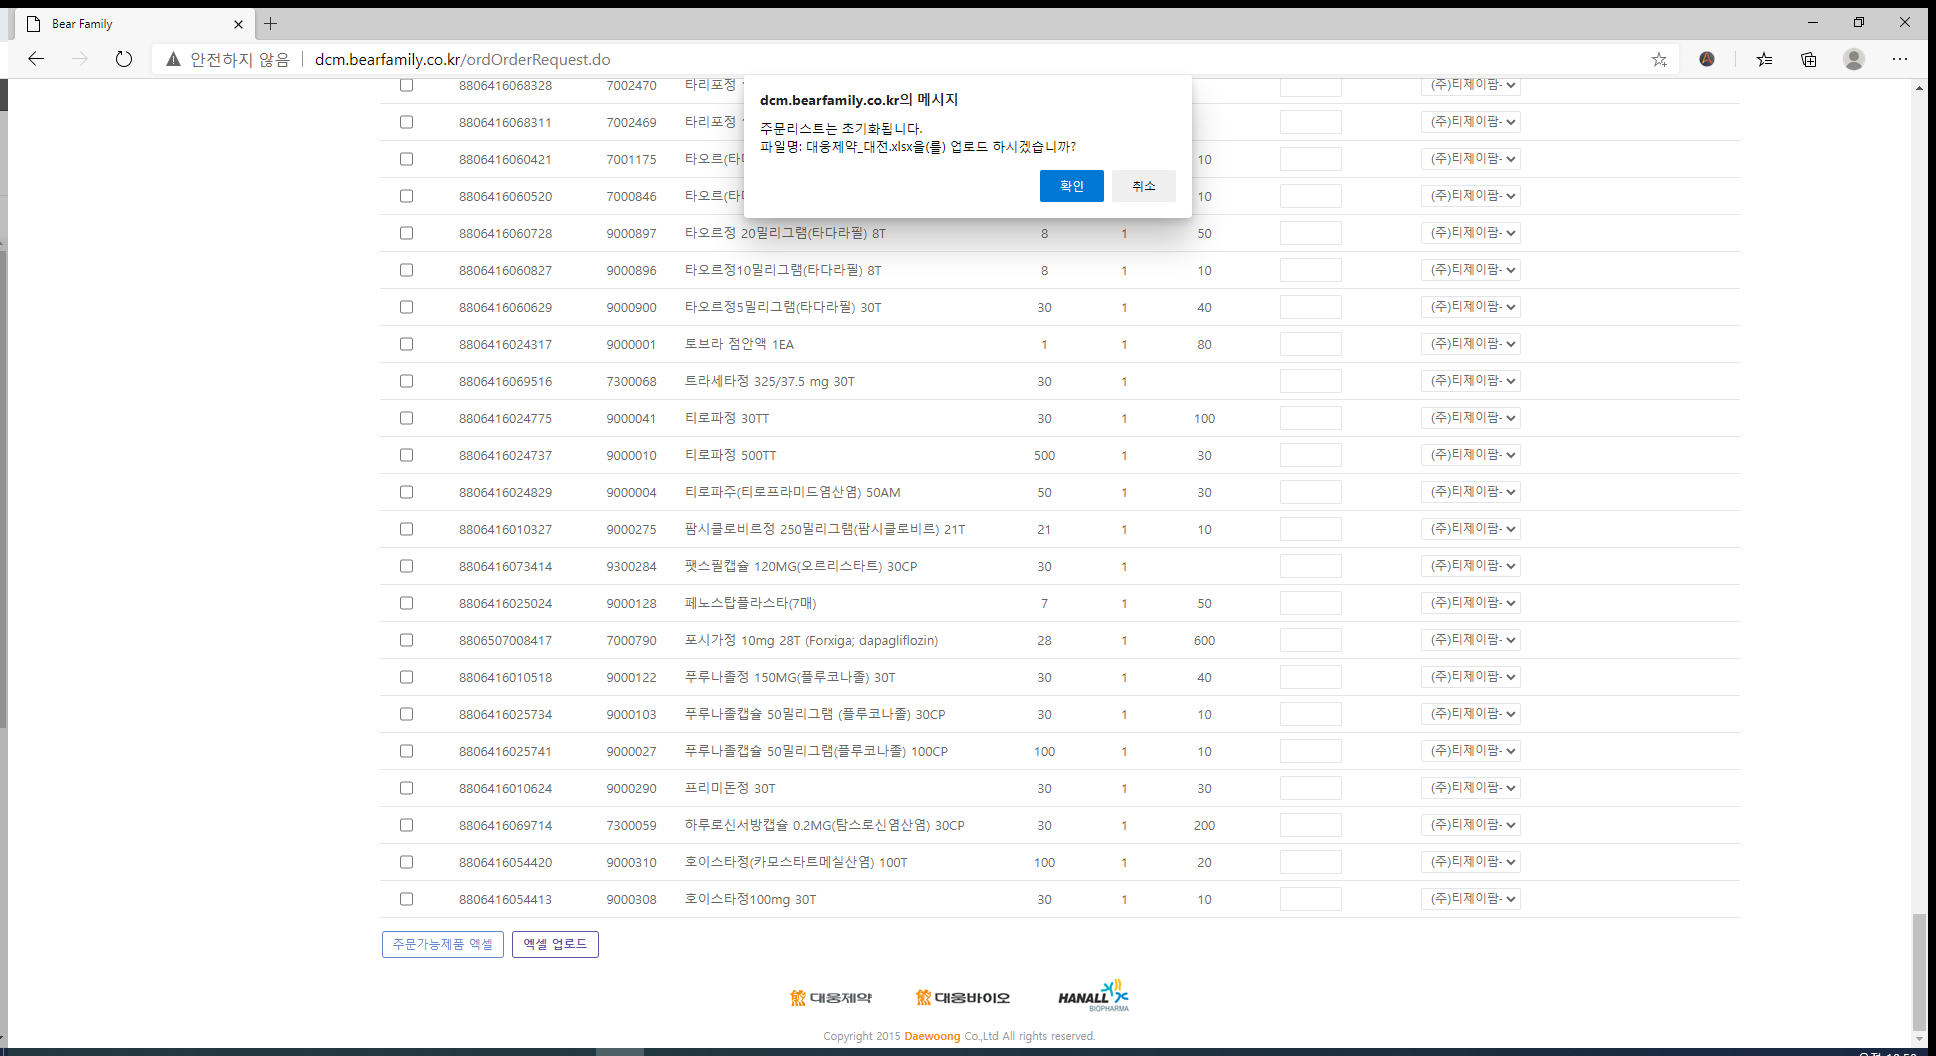 Bear Family
안전하지 않음 dcm.bearfamily.co.kr/ordOrderRequest.do
dcm.bearfamily.co.kr의 메시지
주문리스트는 초기화됩니다.
파일명: 대웅제약_대전.xlsx을(를) 업로드 하시겠습니까?
확인 취소
8806416068328 7002470 타리포정 (주)티제이팜-
8806416068311 7002469 타리포정 (주)티제이팜-
8806416060421 7001175 타오르(타 10 (주)티제이팜-
8806416060520 7000846 타오르(타 10 (주)티제이팜-
8806416060728 9000897 타오르정 20밀리그램(타다라필) 8T 8 1 50 (주)티제이팜-
8806416060827 9000896 타오르정10밀리그램(타다라필) 8T 8 1 10 (주)티제이팜-
8806416060629 9000900 타오르정5밀리그램(타다라필) 30T 30 1 40 (주)티제이팜-
8806416024317 9000001 토브라 점안액 1EA 1 1 80 (주)티제이팜-
8806416069516 7300068 트라세타정 325/37.5 mg 30T 30 1 (주)티제이팜-
8806416024775 9000041 티로파정 30TT 30 1 100 (주)티제이팜-
8806416024737 9000010 티로파정 500TT 500 1 30 (주)티제이팜-
8806416024829 9000004 티로파주(티로프라미드염산염) 50AM 50 1 30 (주)티제이팜-
8806416010327 9000275 팜시클로비르정 250밀리그램(팜시클로비르) 21T 21 1 10 (주)티제이팜-
8806416073414 9300284 팻스필캡슐 120MG(오르리스타트) 30CP 30 1 (주)티제이팜-
8806416025024 9000128 페노스탑플라스타(7매) 7 1 50 (주)티제이팜-
8806507008417 7000790 포시가정 10mg 28T (Forxiga; dapagliflozin) 28 1 600 (주)티제이팜-
8806416010518 9000122 푸루나졸정 150MG(플루코나졸) 30T 30 1 40 (주)티제이팜-
8806416025734 9000103 푸루나졸캡슐 50밀리그램 (플루코나졸) 30CP 30 1 10 (주)티제이팜-
8806416025741 9000027 푸루나졸캡슐 50밀리그램(플루코나졸) 100CP 100 1 10 (주)티제이팜-
8806416010624 9000290 프리미돈정 30T 30 1 30 (주)티제이팜-
8806416069714 7300059 하루로신서방캡슐 0.2MG(탐스로신염산염) 30CP 30 1 200 (주)티제이팜-
8806416054420 9000310 호이스타정(카모스타트메실산염) 100T 100 1 20 (주)티제이팜-
8806416054413 9000308 호이스타정100mg 30T 30 1 10 (주)티제이팜-
주문가능제품 엑셀 엑셀 업로드
대웅제약 대웅바이오 HANALL BIOPHARMA
Copyright 2015 Daewoong Co.,Ltd All rights reserved.